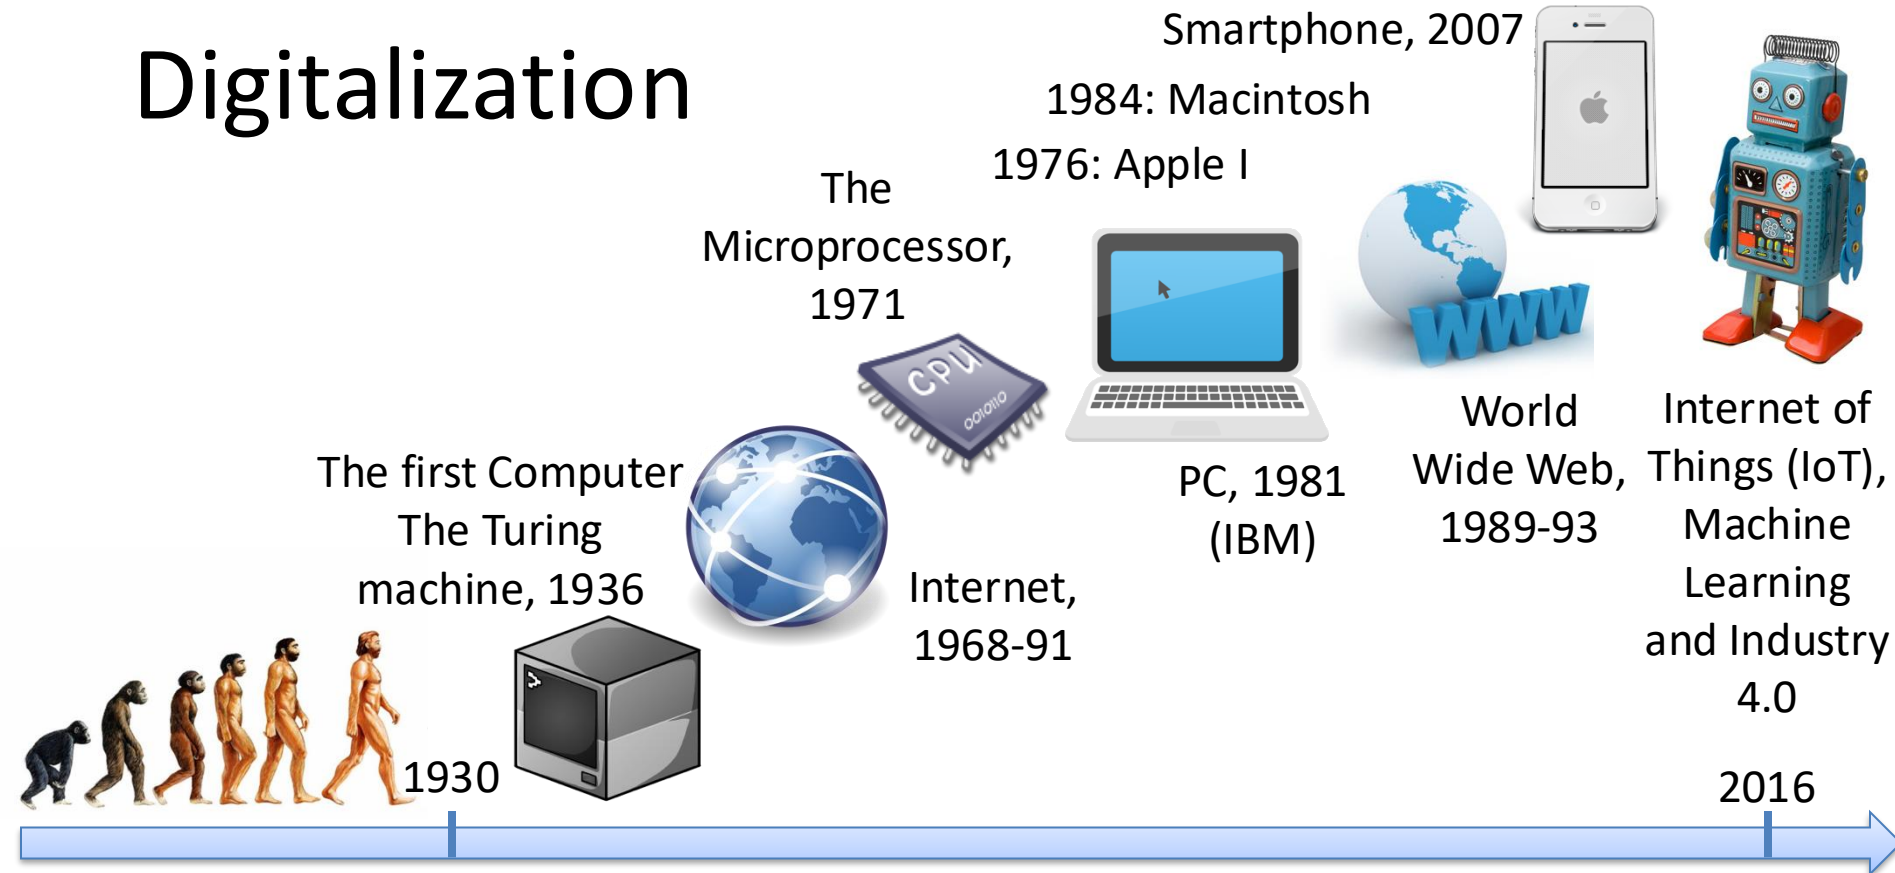 Digitalization
Smartphone, 2007
1984: Macintosh
1976: Apple I
The
Microprocessor,
1971
CPU
0010110
WWW
The first Computer
The Turing
machine, 1936
>
Internet,
1968-91
PC, 1981
(IBM)
World
Wide Web,
1989-93
Internet of
Things (IoT),
Machine
Learning
and Industry
4.0
1930
2016